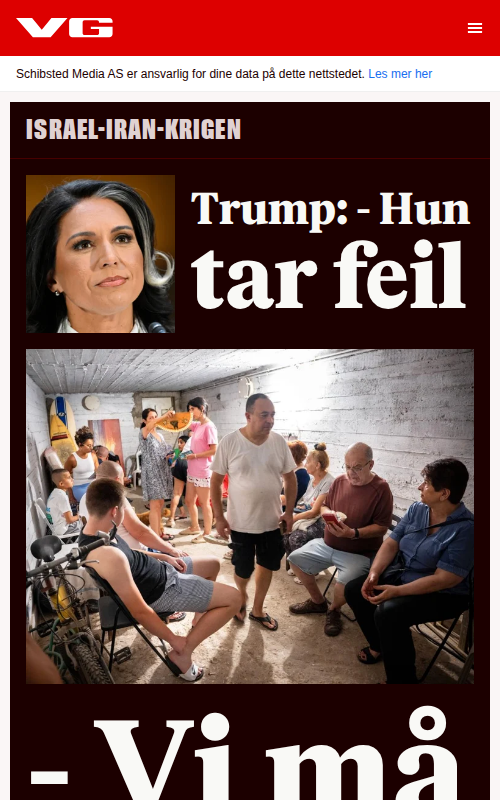 VG
Schibsted Media AS er ansvarlig for dine data på dette nettstedet. Les mer her
ISRAEL-IRAN-KRIGEN
Trump: - Hun
tar feil
- Vi må